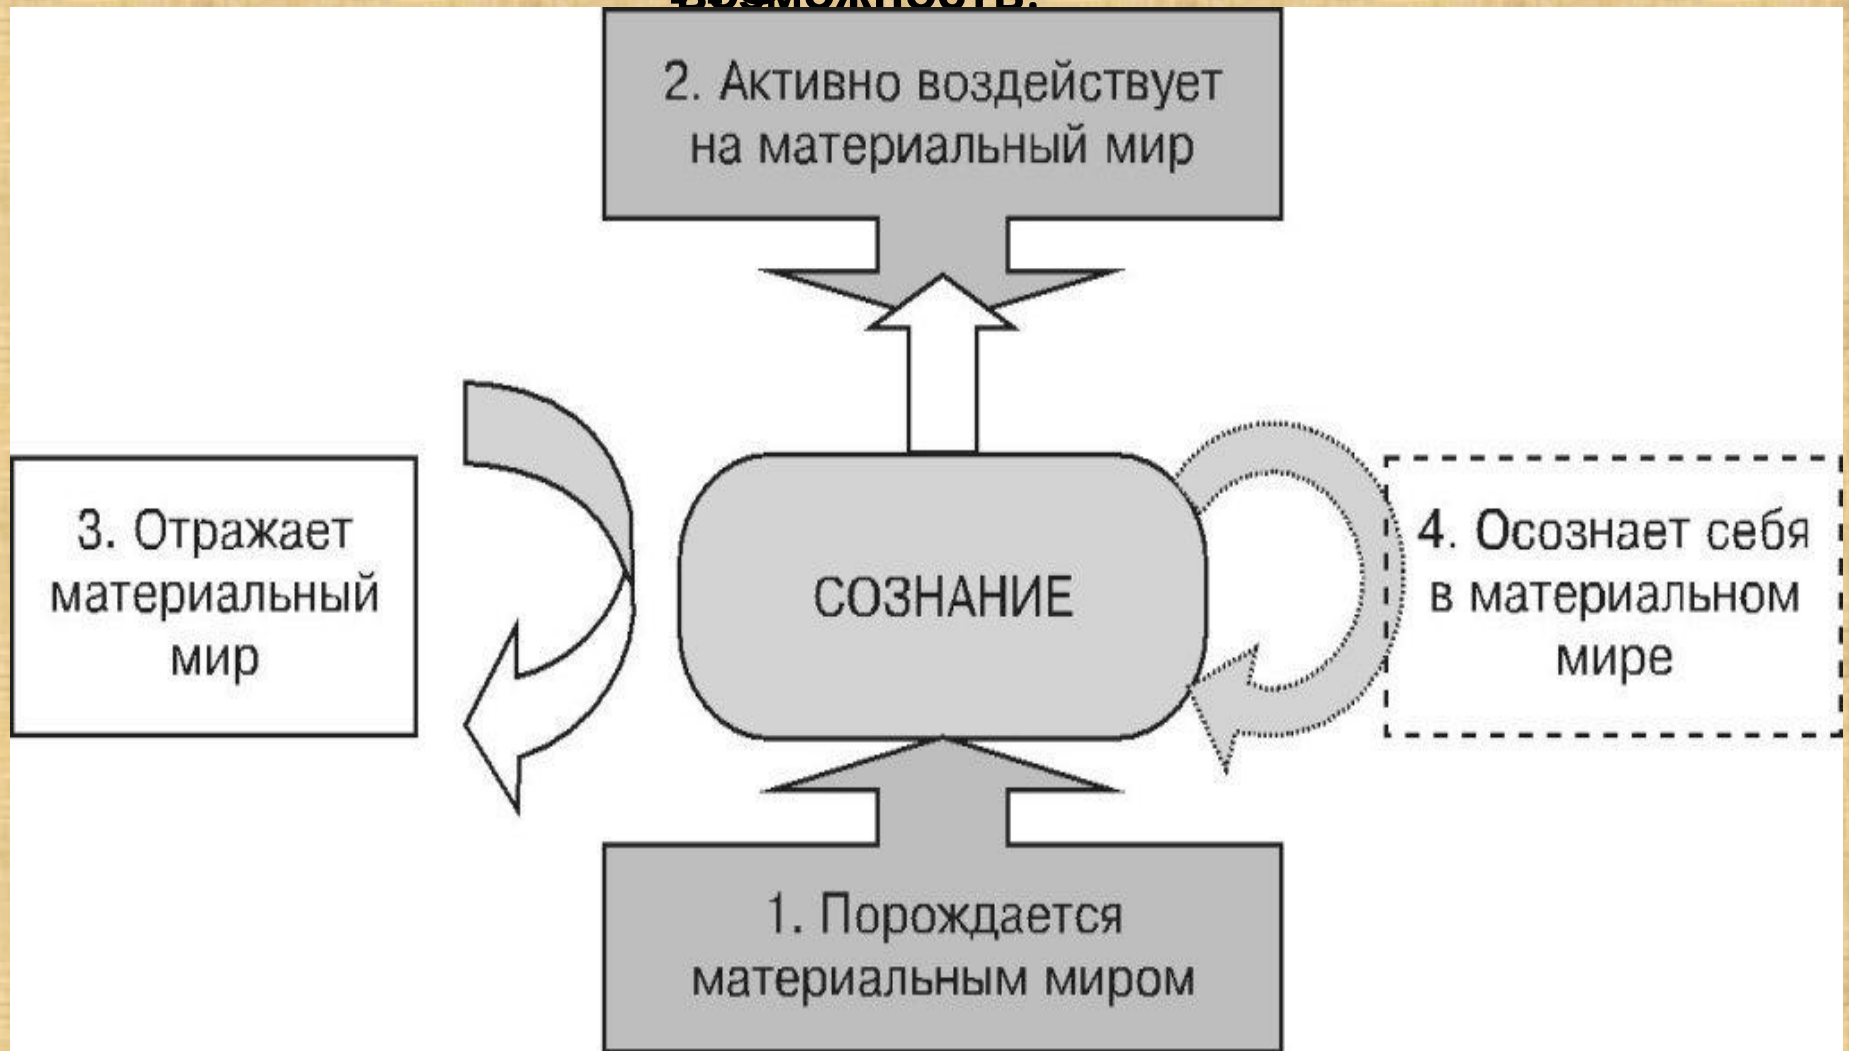 возможность.
2. Активно воздействует
на материальный мир
3. Отражает
материальный
мир
СОЗНАНИЕ
4. Осознает себя
в материальном
мире
1. Порождается
материальным миром